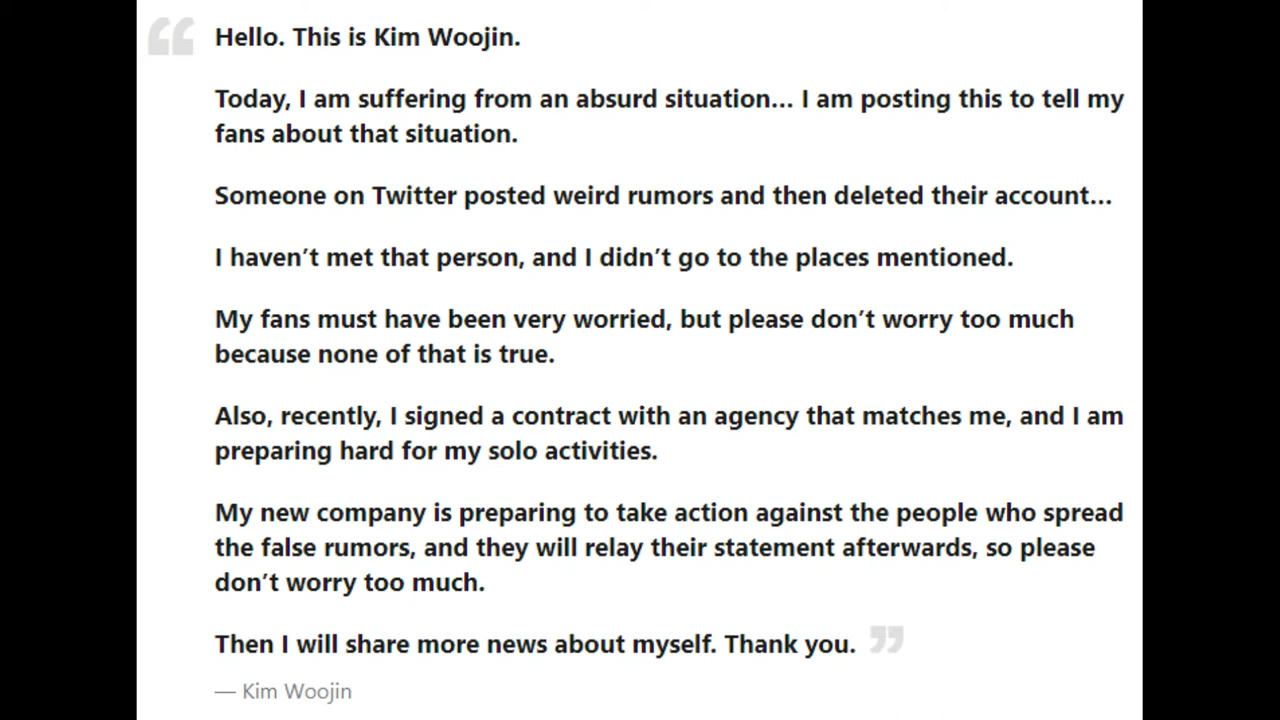 “
Hello. This is Kim Woojin.
Today, I am suffering from an absurd situation… I am posting this to tell my
fans about that situation.
Someone on Twitter posted weird rumors and then deleted their account…
I haven’t met that person, and I didn’t go to the places mentioned.
My fans must have been very worried, but please don’t worry too much
because none of that is true.
Also, recently, I signed a contract with an agency that matches me, and I am
preparing hard for my solo activities.
My new company is preparing to take action against the people who spread
the false rumors, and they will relay their statement afterwards, so please
don’t worry too much.
Then I will share more news about myself. Thank you. ”
— Kim Woojin